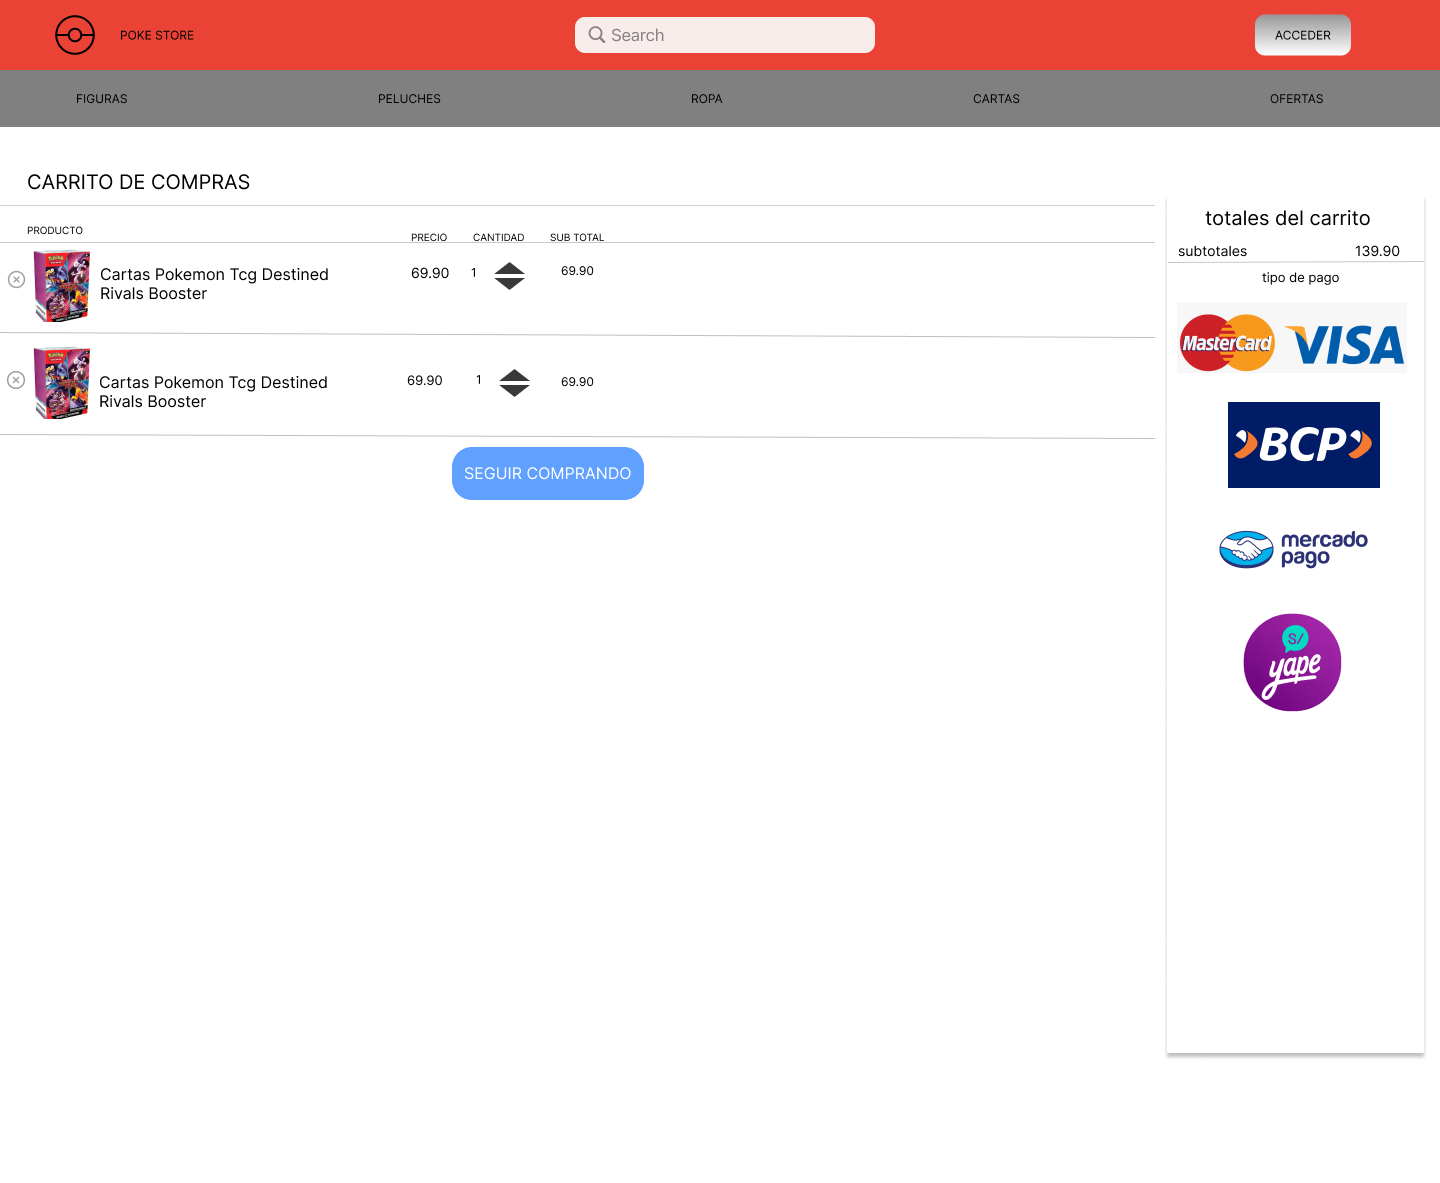 POKE STORE
Search
ACCEDER
FIGURAS
PELUCHES
ROPA
CARTAS
OFERTAS
CARRITO DE COMPRAS
PRODUCTO
PRECIO
CANTIDAD
SUB TOTAL
Cartas Pokemon Tcg Destined
Rivals Booster
69.90
1
69.90
Cartas Pokemon Tcg Destined
Rivals Booster
69.90
1
69.90
SEGUIR COMPRANDO
totales del carrito
subtotales
139.90
tipo de pago
MasterCard
VISA
BCP
mercado
pago
S/
yape